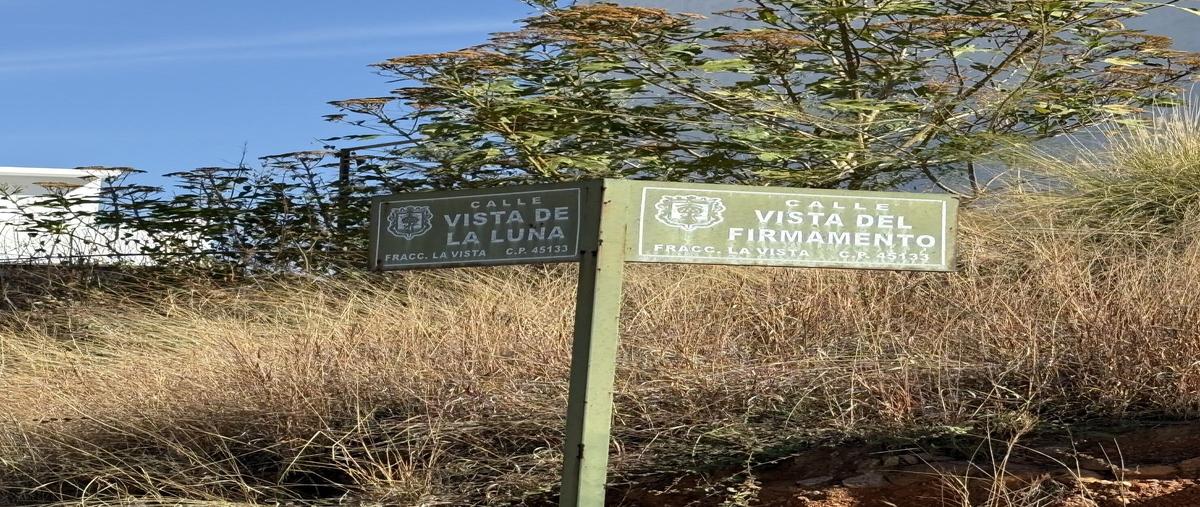 CALLE
VISTA DE
LA LUNA
FRACC. LA VISTA C.P. 45133
CALLE
VISTA DEL
FIRMAMENTO
FRACC. LA VISTA C.P. 45133